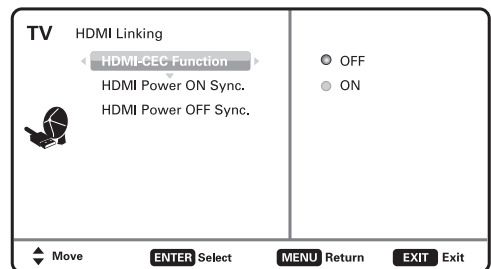 TV HDMI Linking
HDMI-CEC Function
HDMI Power ON Sync.
HDMI Power OFF Sync.
OFF
ON
Move ENTER Select MENU Return EXIT Exit